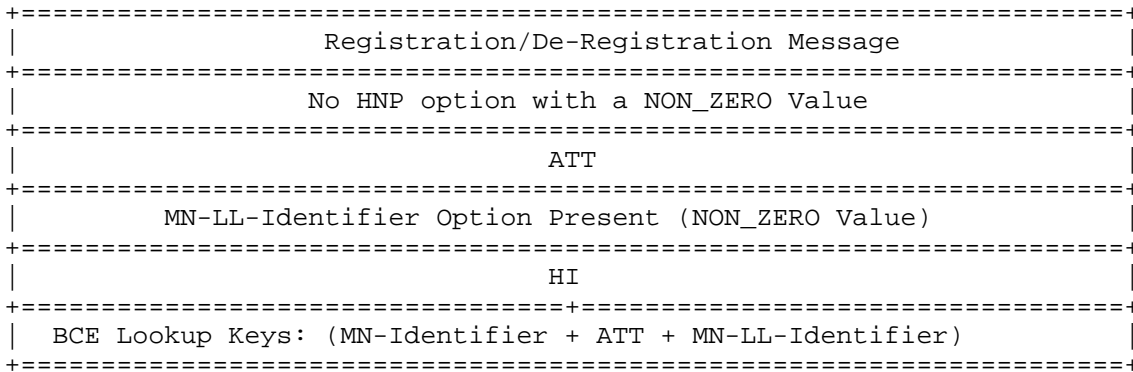 +=====================================================================+
|                   Registration/De-Registration Message              |
+=====================================================================+
|                  No HNP option with a NON_ZERO Value                |
+=====================================================================+
|                                 ATT                                 |
+=====================================================================+
|         MN-LL-Identifier Option Present (NON_ZERO Value)            |
+=====================================================================+
|                                 HI                                  |
+==================================+==================================+
|  BCE Lookup Keys: (MN-Identifier + ATT + MN-LL-Identifier)          |
+=====================================================================+